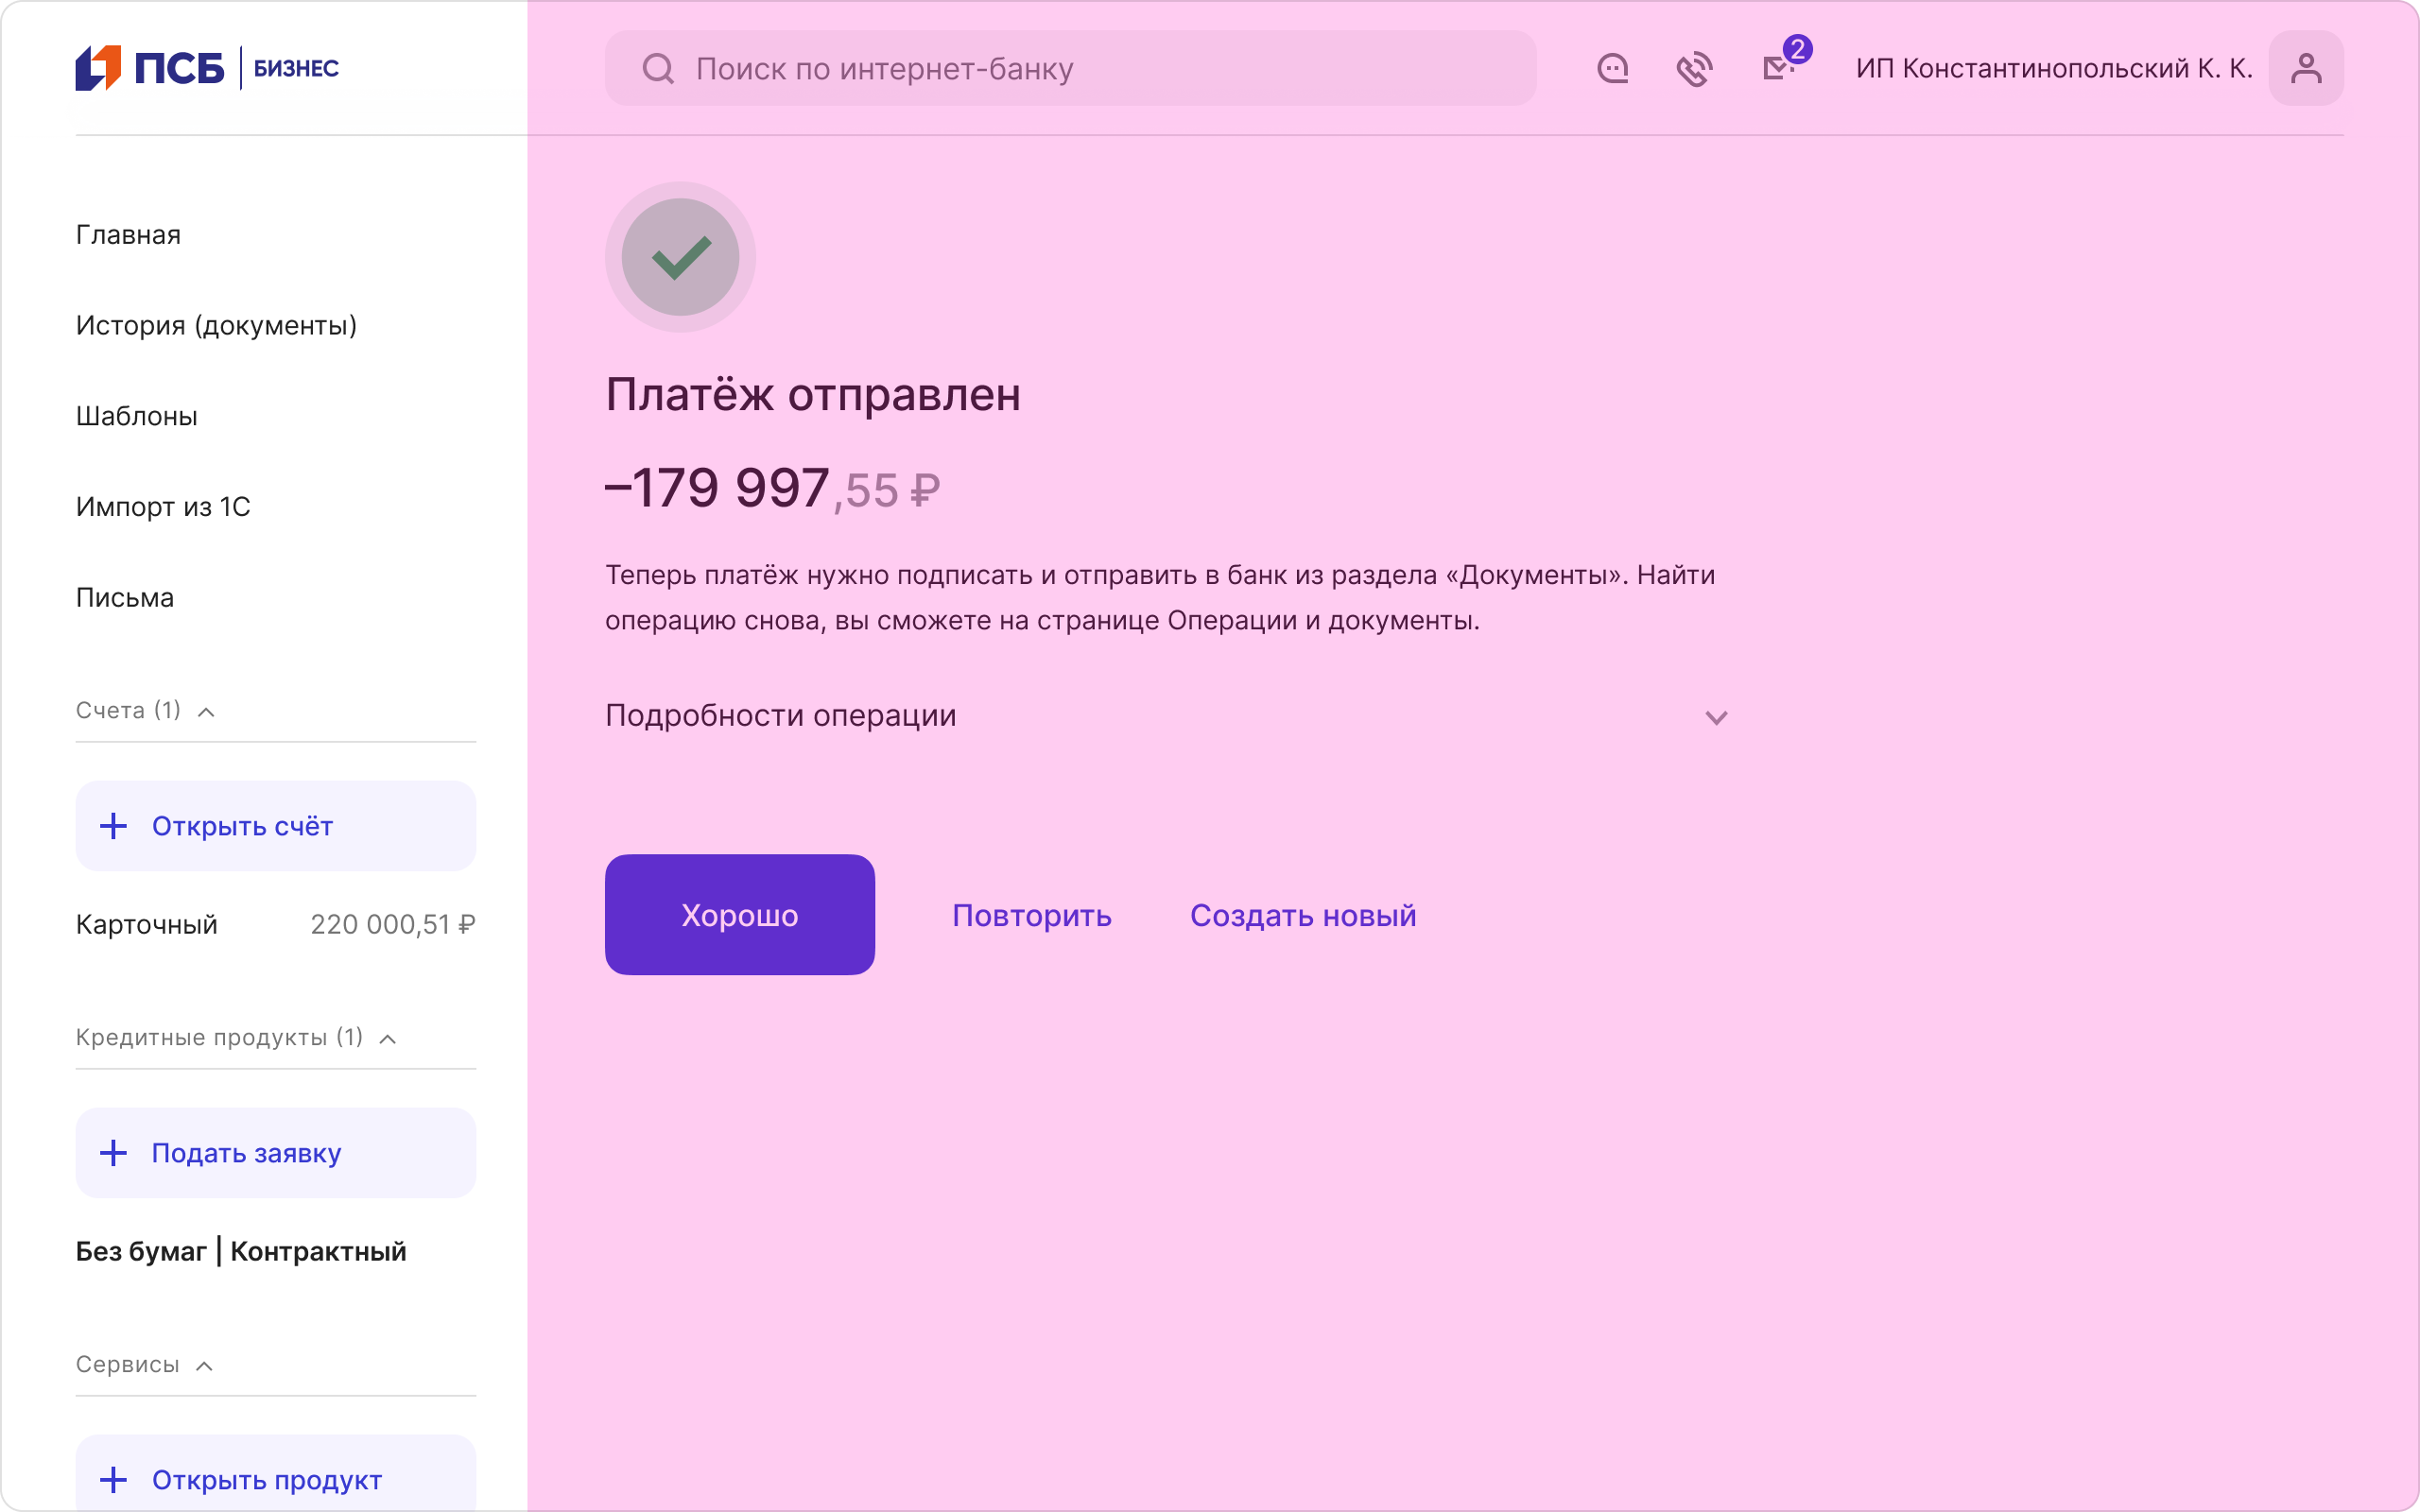 ПСБ БИЗНЕС
Поиск по интернет-банку
2
ИП Константинопольский К. К.
Главная
История (документы)
Шаблоны
Импорт из 1С
Письма
Счета (1)
Открыть счёт
Карточный 220 000,51 ₽
Кредитные продукты (1)
Подать заявку
Без бумаг | Контрактный
Сервисы
Открыть продукт
Платёж отправлен
–179 997,55 ₽
Теперь платёж нужно подписать и отправить в банк из раздела «Документы». Найти
операцию снова, вы сможете на странице Операции и документы.
Подробности операции
Хорошо Повторить Создать новый